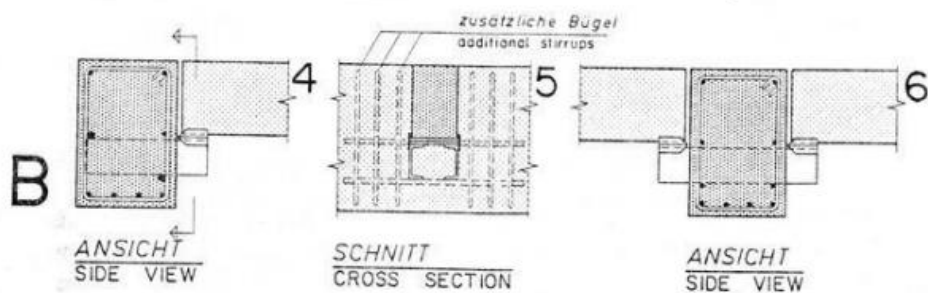 zusätzliche Bügel
additional stirrups
4
5
6
B
ANSICHT
SIDE VIEW
SCHNITT
CROSS SECTION
ANSICHT
SIDE VIEW